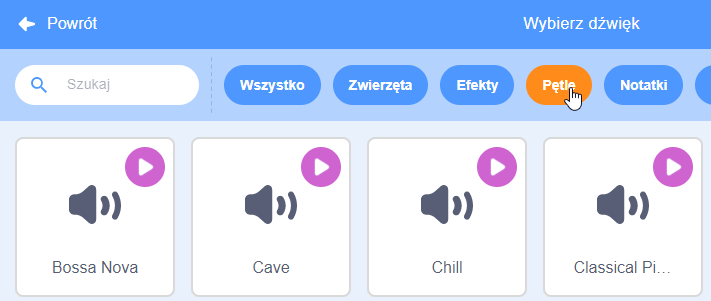 Powrót
Wybierz dźwięk
Szukaj
Wszystko
Zwierzęta
Efekty
Pętle
Notatki
Bossa Nova
Cave
Chill
Classical Pi...